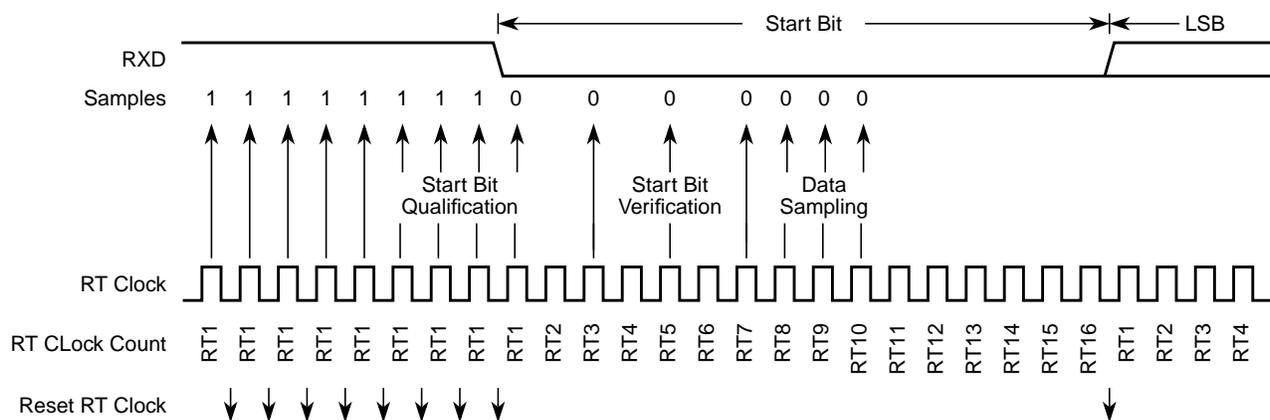 Start Bit LSB
RXD
Samples 1 1 1 1 1 1 1 1 0 0 0 0 0 0 0
Start Bit Start Bit Data
Qualification Verification Sampling
RT Clock
RT CLock Count RT1 RT1 RT1 RT1 RT1 RT1 RT1 RT1 RT1 RT2 RT3 RT4 RT5 RT6 RT7 RT8 RT9 RT10 RT11 RT12 RT13 RT14 RT15 RT16 RT1 RT2 RT3 RT4
Reset RT Clock